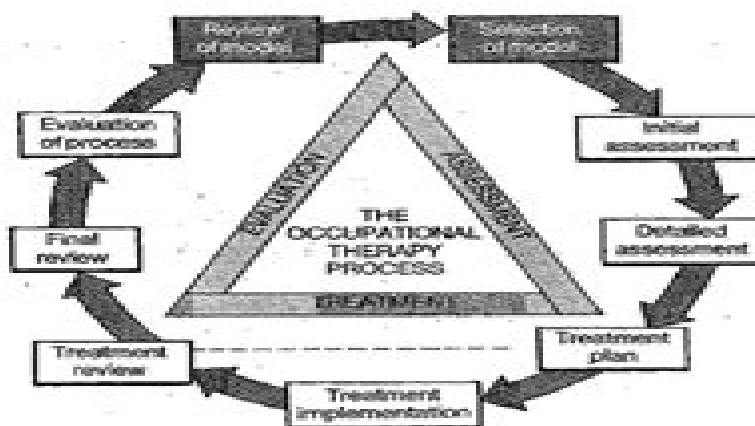 Review
of model
Selection
of model
Initial
assessment
Detailed
assessment
Treatment
plan
Treatment
implementation
Treatment
review
Final
review
Evaluation
of process
EVALUATION
ASSESSMENT
THE
OCCUPATIONAL
THERAPY
PROCESS
TREATMENT